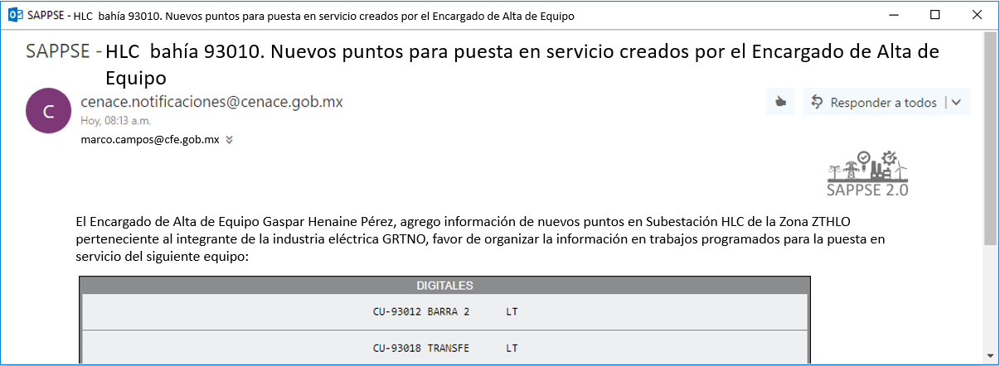 SAPPSE - HLC bahía 93010. Nuevos puntos para puesta en servicio creados por el Encargado de Alta de Equipo
SAPPSE - HLC bahía 93010. Nuevos puntos para puesta en servicio creados por el Encargado de Alta de
Equipo
C
cenace.notificaciones@cenace.gob.mx
Responder a todos
Hoy, 08:13 a.m.
marco.campos@cfe.gob.mx
SAPPSE 2.0
El Encargado de Alta de Equipo Gaspar Henaine Pérez, agrego información de nuevos puntos en Subestación HLC de la Zona ZTHLO
perteneciente al integrante de la industria eléctrica GRTNO, favor de organizar la información en trabajos programados para la puesta en
servicio del siguiente equipo:
DIGITALES
CU-93012 BARRA 2 LT
CU-93018 TRANSFE LT